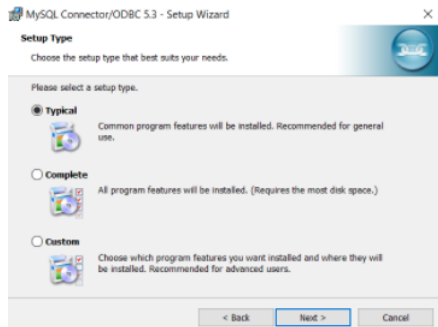 MySQL Connector/ODBC 5.3 - Setup Wizard
Setup Type
Choose the setup type that best suits your needs.
Please select a setup type.
Typical
Common program features will be installed. Recommended for general
use.
Complete
All program features will be installed. (Requires the most disk space.)
Custom
Choose which program features you want installed and where they will
be installed. Recommended for advanced users.
< Back
Next >
Cancel